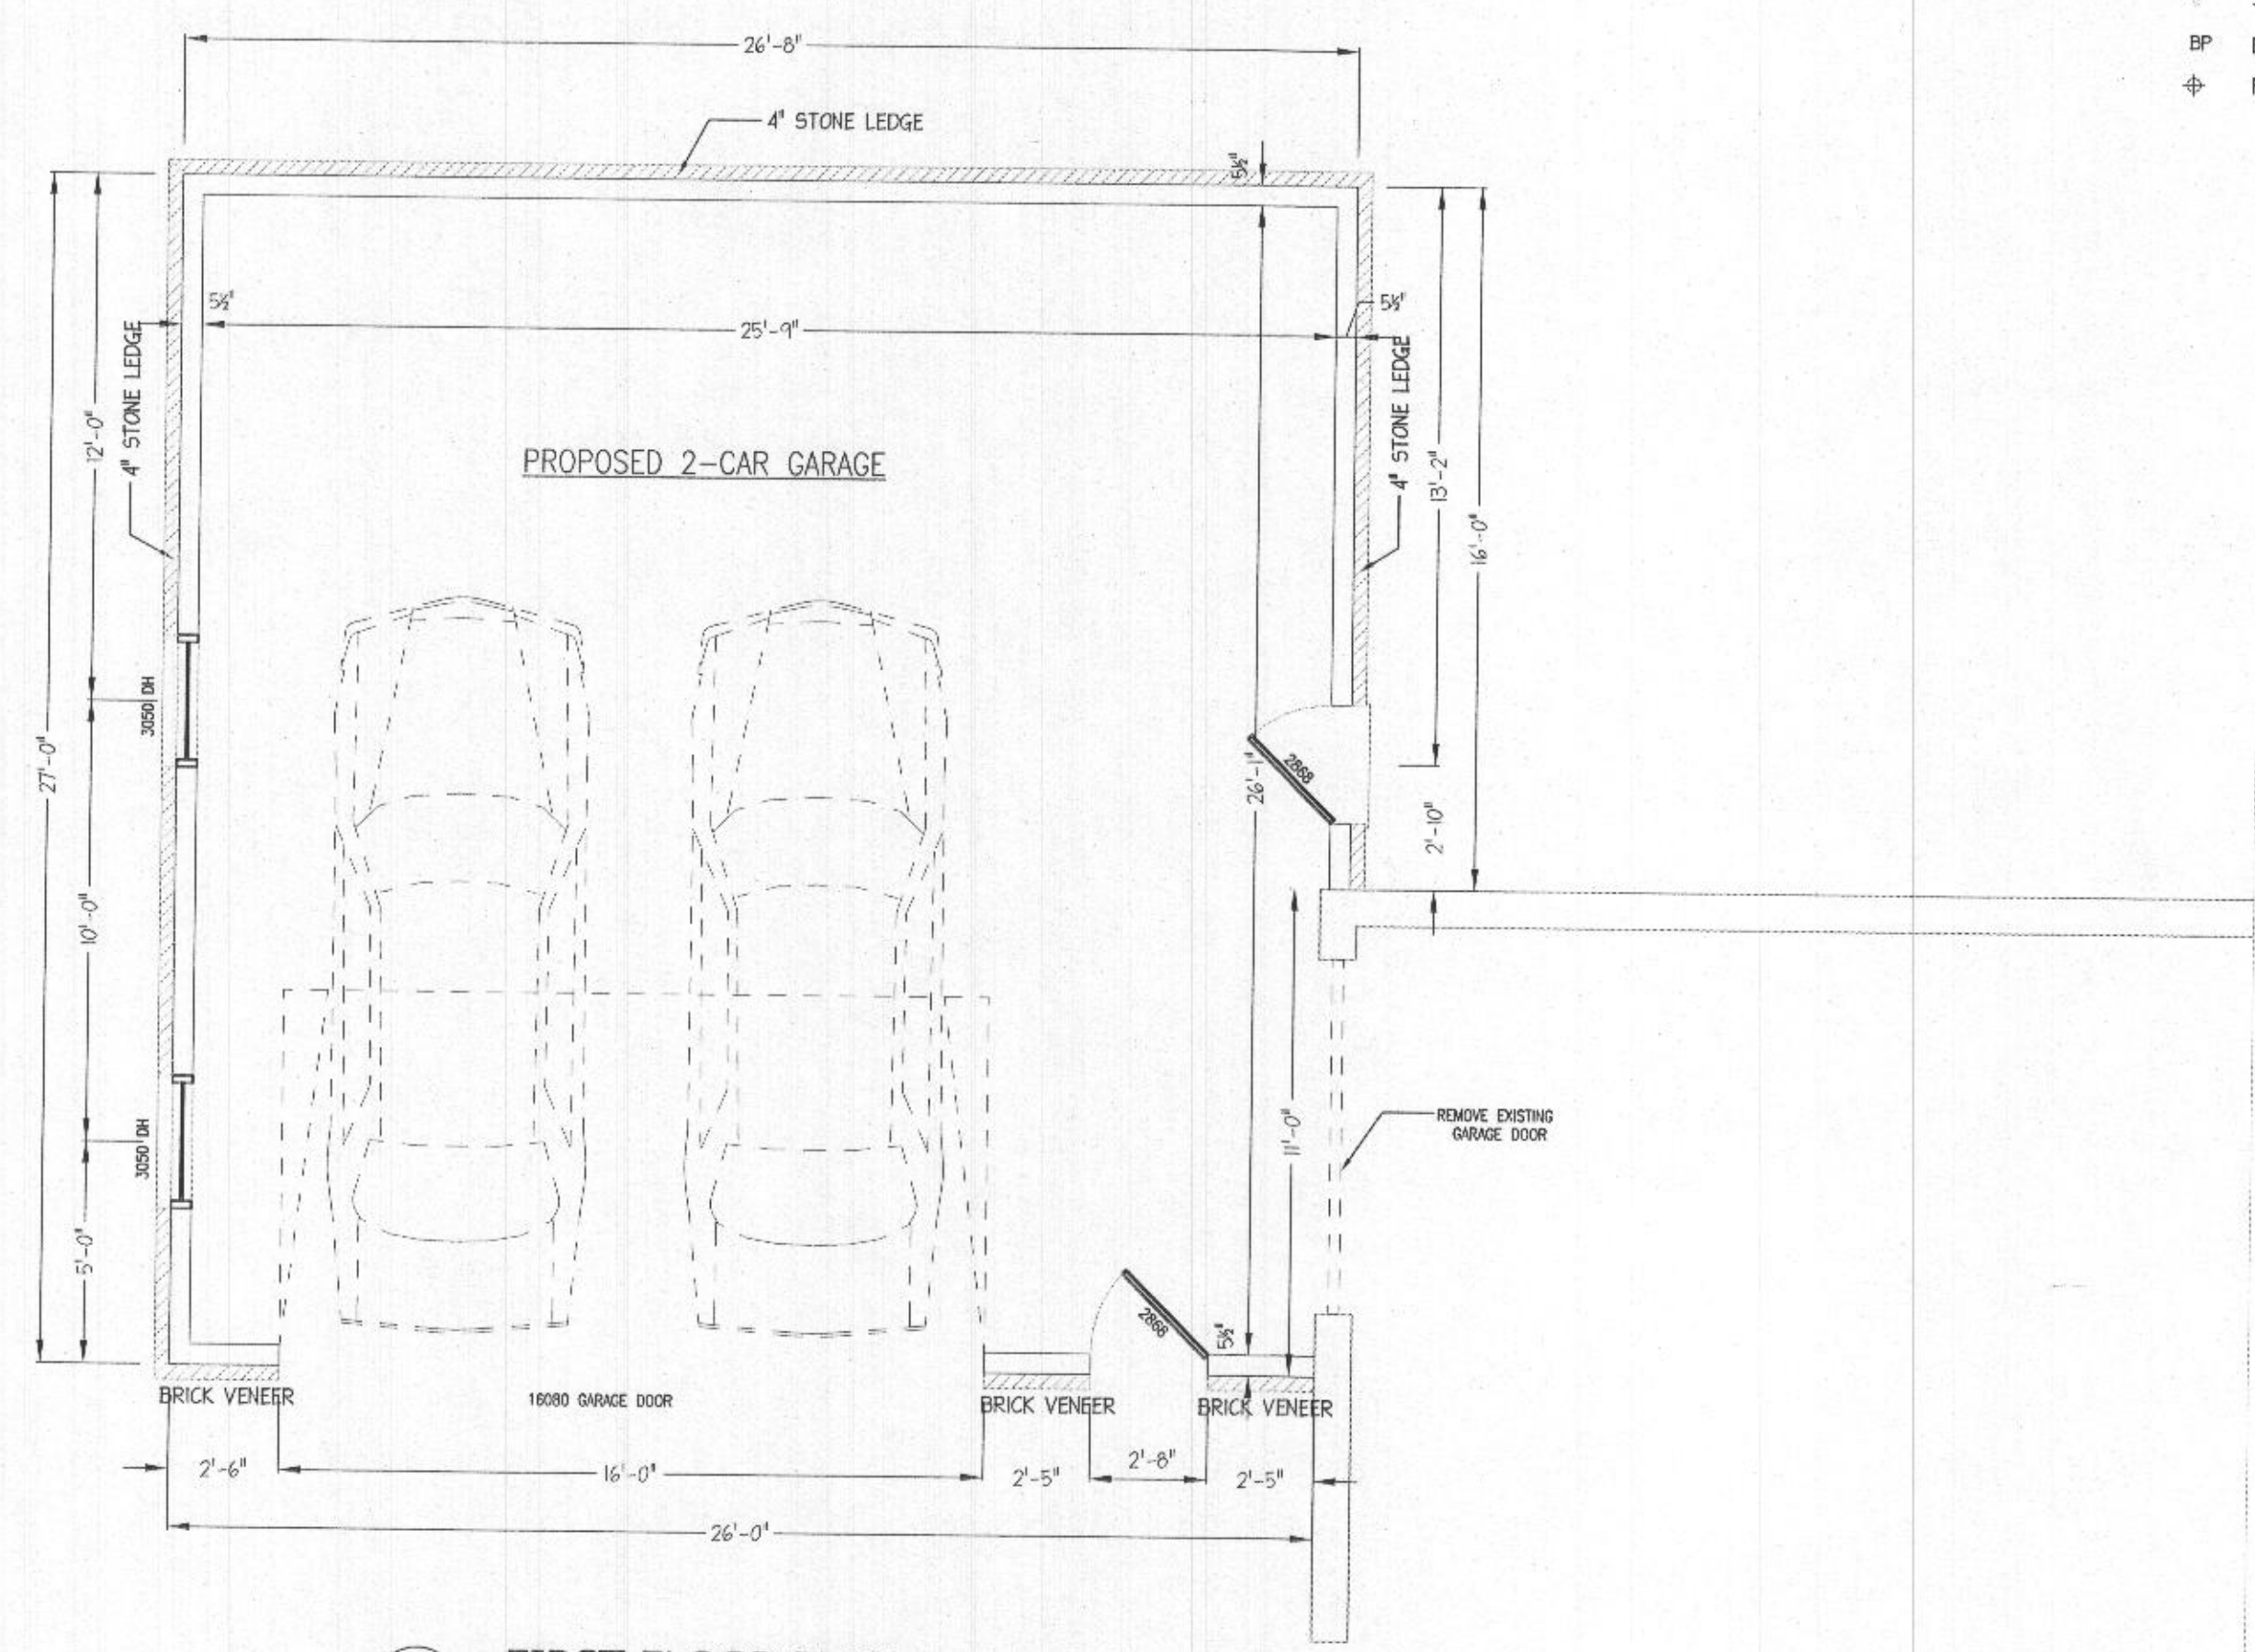 26'-8"
BP
4" STONE LEDGE
5½"
5½"
5½"
25'-9"
4" STONE LEDGE
4" STONE LEDGE
12'-0"
PROPOSED 2-CAR GARAGE
13'-2"
16'-0"
3050 DH
27'-0"
26'-1"
2868
2'-10"
10'-0"
11'-0"
REMOVE EXISTING
GARAGE DOOR
3050 DH
5'-0"
2868
5½"
BRICK VENEER
16080 GARAGE DOOR
BRICK VENEER
BRICK VENEER
2'-6"
16'-0"
2'-5"
2'-8"
2'-5"
26'-0"